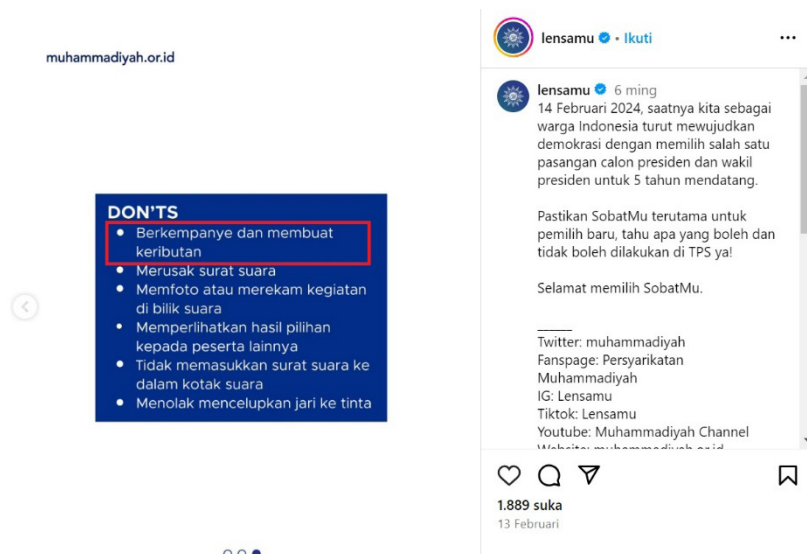 muhammadiyah.or.id
DON'TS
Berkempanye dan membuat
keributan
Merusak surat suara
Memfoto atau merekam kegiatan
di bilik suara
Memperlihatkan hasil pilihan
kepada peserta lainnya
Tidak memasukkan surat suara ke
dalam kotak suara
Menolak mencelupkan jari ke tinta
lensamu • Ikuti
lensamu 6 ming
14 Februari 2024, saatnya kita sebagai
warga Indonesia turut mewujudkan
demokrasi dengan memilih salah satu
pasangan calon presiden dan wakil
presiden untuk 5 tahun mendatang.
Pastikan SobatMu terutama untuk
pemilih baru, tahu apa yang boleh dan
tidak boleh dilakukan di TPS ya!
Selamat memilih SobatMu.
______
Twitter: muhammadiyah
Fanspage: Persyarikatan
Muhammadiyah
IG: Lensamu
Tiktok: Lensamu
Youtube: Muhammadiyah Channel
Website: muhammadiyah.or.id
1.889 suka
13 Februari